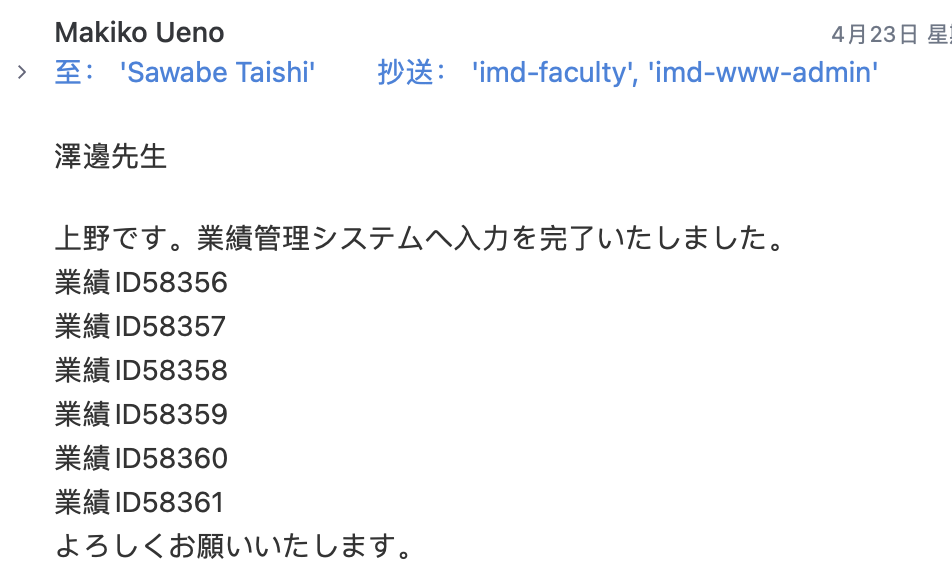 Makiko Ueno
4月23日 星
至： 'Sawabe Taishi' 抄送： 'imd-faculty', 'imd-www-admin'
澤邊先生
上野です。業績管理システムへ入力を完了いたしました。
業績ID58356
業績ID58357
業績ID58358
業績ID58359
業績ID58360
業績ID58361
よろしくお願いいたします。